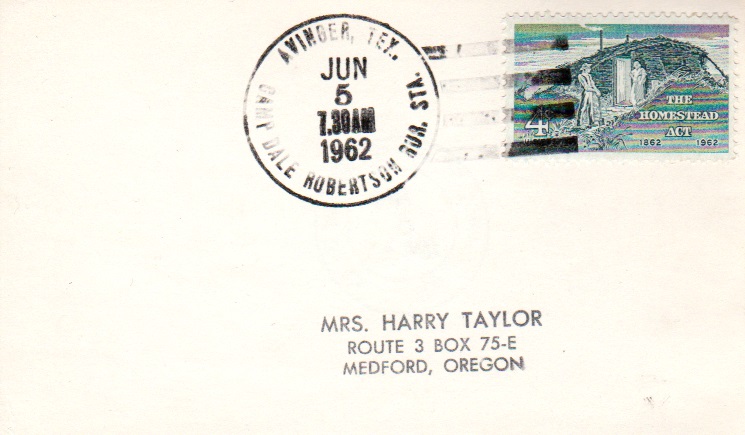 AVINGER, TEX.
JUN
5
7.30AM
1962
CAMP DALE ROBERTSON RUR. STA.
4¢
THE
HOMESTEAD
ACT
1862 1962
MRS. HARRY TAYLOR
ROUTE 3 BOX 75-E
MEDFORD, OREGON